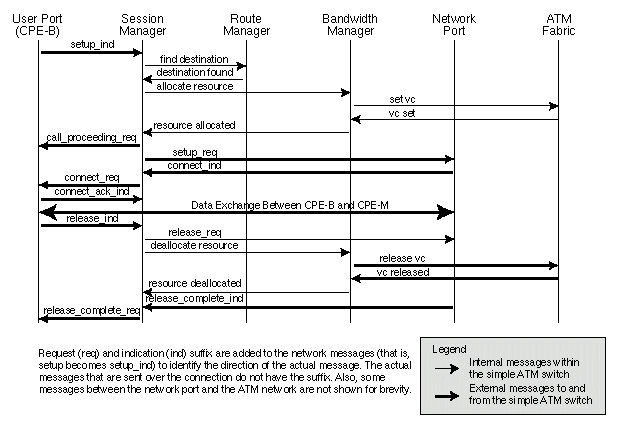 User Port Session Route Bandwidth Network ATM
(CPE-B) Manager Manager Manager Port Fabric
setup_ind
find destination
destination found
allocate resource
set vc
vc set
resource allocated
call_proceeding_req
setup_req
connect_ind
connect_req
connect_ack_ind
Data Exchange Between CPE-B and CPE-M
release_ind
release_req
deallocate resource
release vc
vc released
resource deallocated
release_complete_ind
release_complete_req
Request (req) and indication (ind) suffix are added to the network messages (that is,
setup becomes setup_ind) to identify the direction of the actual message. The actual
messages that are sent over the connection do not have the suffix. Also, some
messages between the network port and the ATM network are not shown for brevity.
Legend
Internal messages within
the simple ATM switch
External messages to and
from the simple ATM switch